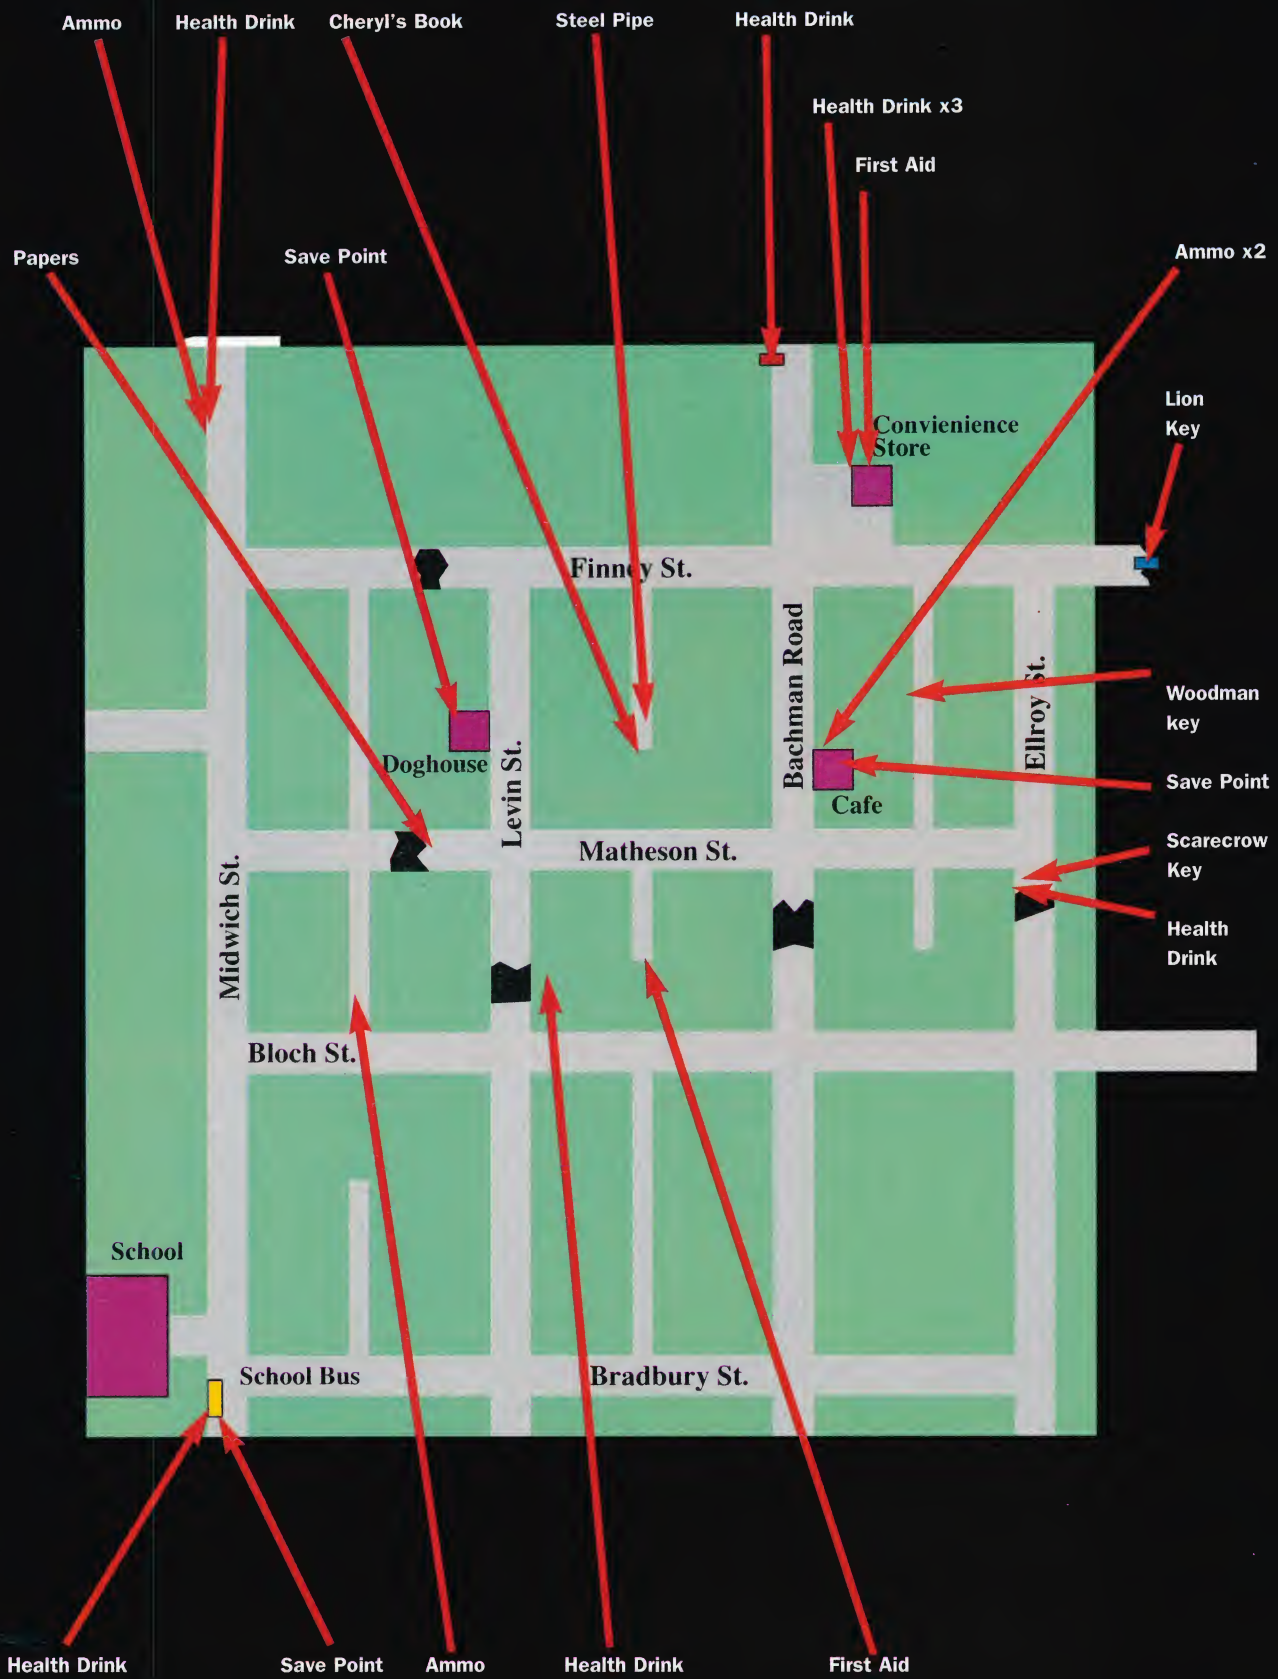 Ammo
Health Drink
Cheryl's Book
Steel Pipe
Health Drink
Health Drink x3
First Aid
Papers
Save Point
Ammo x2
Lion
Key
Convienience
Store
Finney St.
Bachman Road
Ellroy St.
Woodman
key
Doghouse
Levin St.
Save Point
Cafe
Matheson St.
Scarecrow
Key
Midwich St.
Health
Drink
Bloch St.
School
School Bus
Bradbury St.
Health Drink
Save Point
Ammo
Health Drink
First Aid